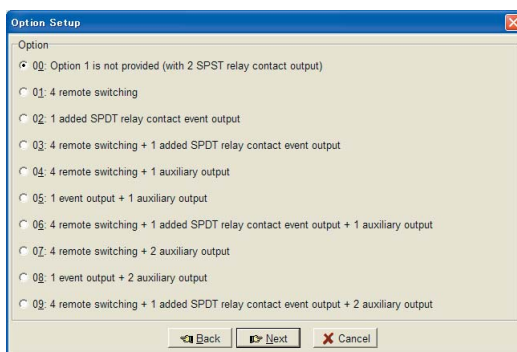 Option Setup
Option
00: Option 1 is not provided (with 2 SPST relay contact output)
01: 4 remote switching
02: 1 added SPDT relay contact event output
03: 4 remote switching + 1 added SPDT relay contact event output
04: 4 remote switching + 1 auxiliary output
05: 1 event output + 1 auxiliary output
06: 4 remote switching + 1 added SPDT relay contact event output + 1 auxiliary output
07: 4 remote switching + 2 auxiliary output
08: 1 event output + 2 auxiliary output
09: 4 remote switching + 1 added SPDT relay contact event output + 2 auxiliary output
Back Next Cancel